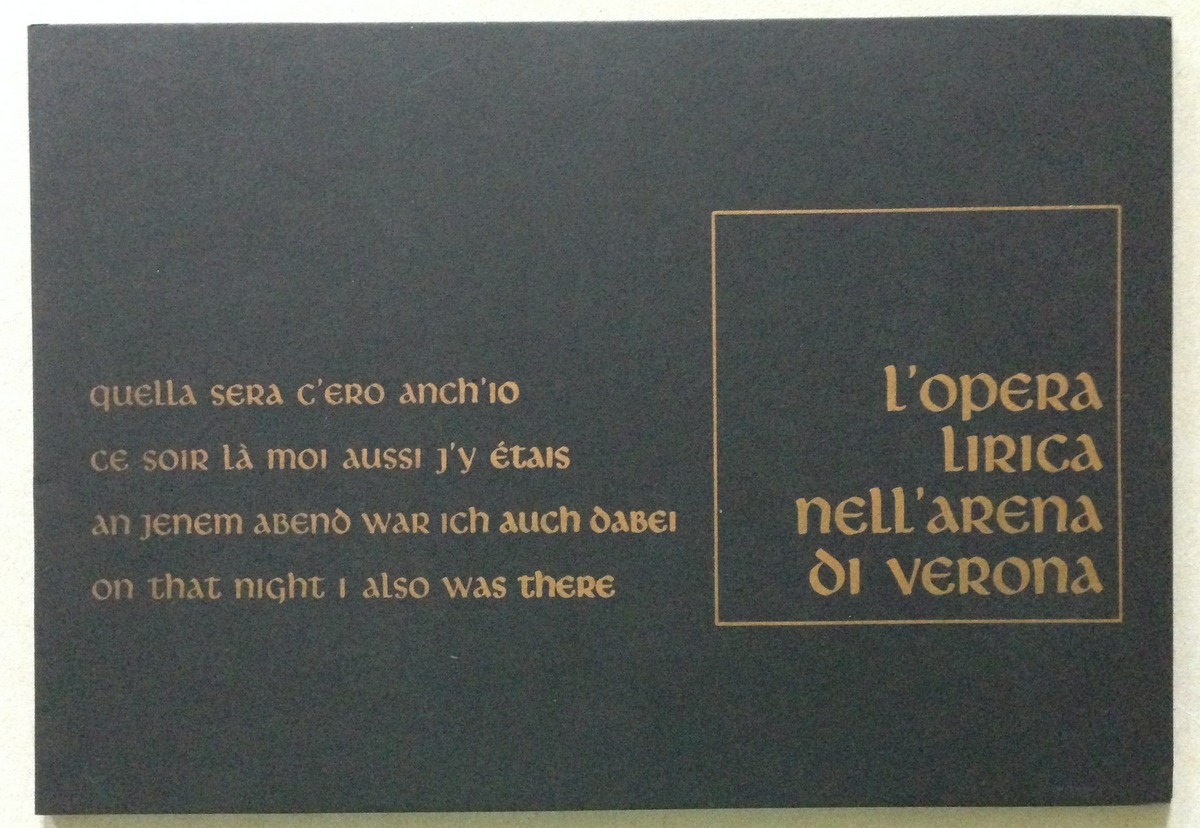 quella sera c'ero anch'io
ce soir là moi aussi j'y étais
an jenem abend war ich auch dabei
on that night i also was there
l'opera
lirica
nell'arena
di verona